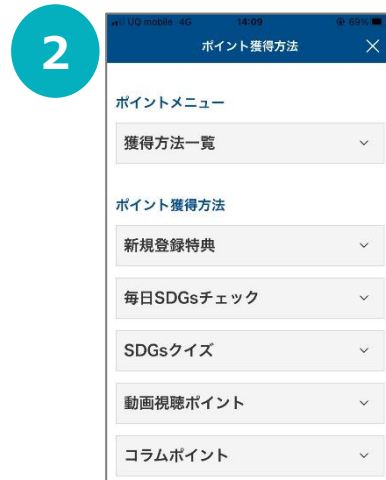 2
UQ mobile 4G 14:09 69%
ポイント獲得方法
ポイントメニュー
獲得方法一覧
ポイント獲得方法
新規登録特典
毎日SDGsチェック
SDGsクイズ
動画視聴ポイント
コラムポイント